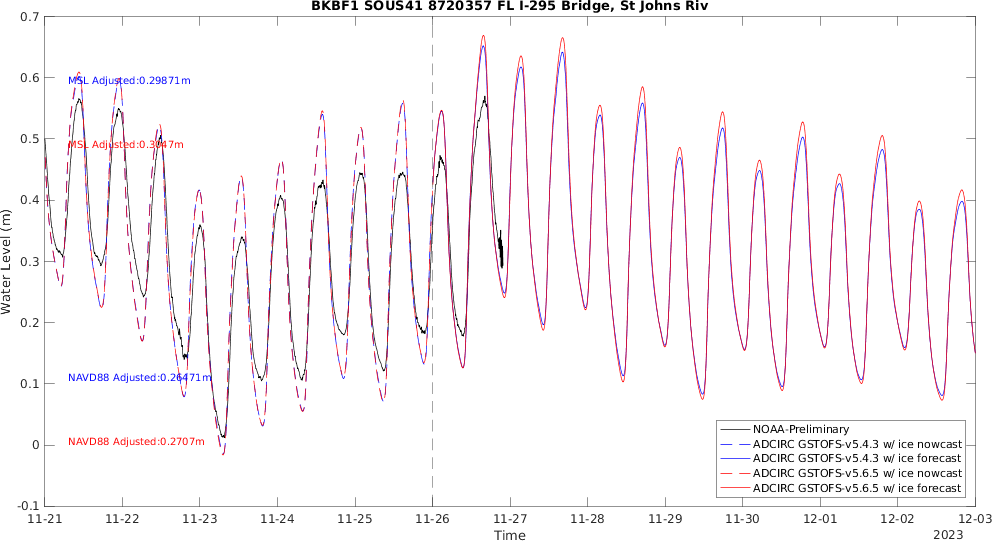 BKBF1 SOUS41 8720357 FL I-295 Bridge, St Johns Riv
0.7
0.6
0.5
0.4
0.3
0.2
0.1
0
-0.1
Water Level (m)
MSL Adjusted:0.29871m
MSL Adjusted:0.3047m
NAVD88 Adjusted:0.26471m
NAVD88 Adjusted:0.2707m
NOAA-Preliminary
ADCIRC GSTOFS-v5.4.3 w/ ice nowcast
ADCIRC GSTOFS-v5.4.3 w/ ice forecast
ADCIRC GSTOFS-v5.6.5 w/ ice nowcast
ADCIRC GSTOFS-v5.6.5 w/ ice forecast
11-21 11-22 11-23 11-24 11-25 11-26 11-27 11-28 11-29 11-30 12-01 12-02 12-03
Time
2023